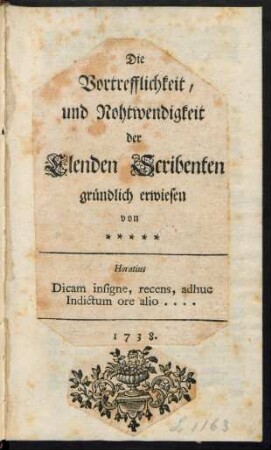 Die
Vortrefflichkeit,
und Nohtwendigkeit
der
Elenden Scribenten
gründlich erwiesen
von
* * * * *
Horatius
Dicam insigne, recens, adhuc
Indictum ore alio . . . .
1738.
L 1163